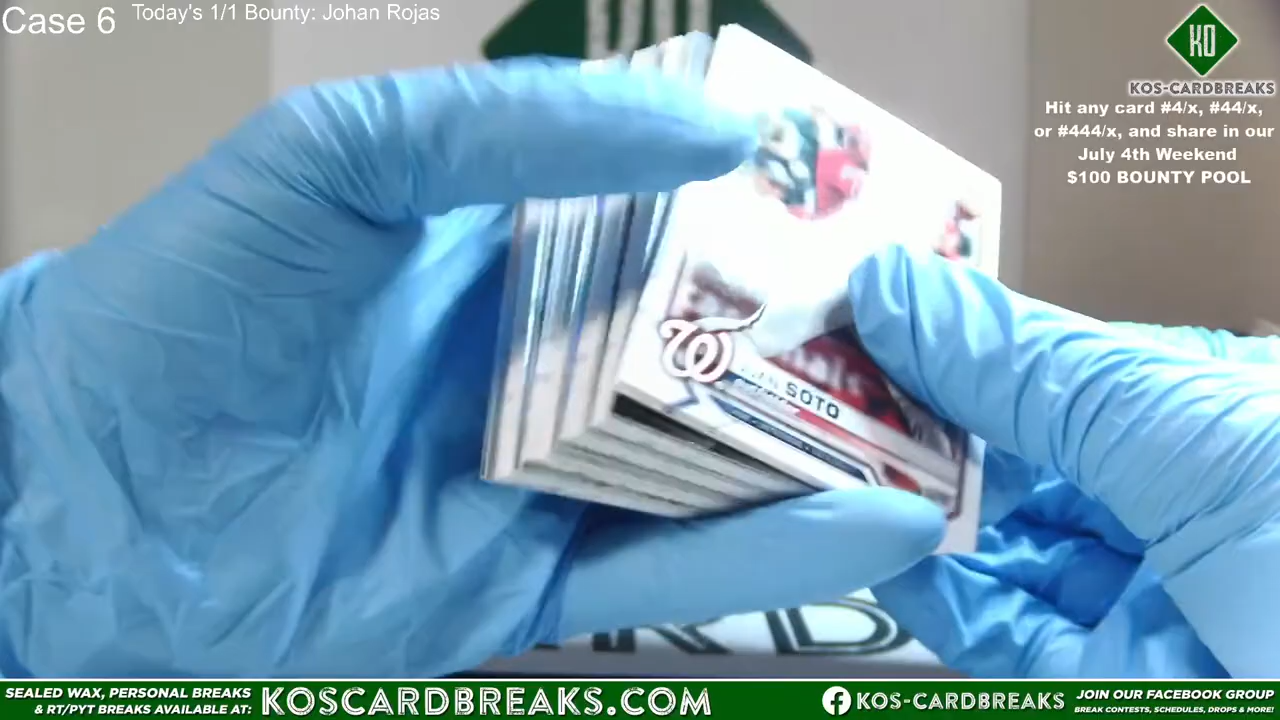 Case 6
Today's 1/1 Bounty: Johan Rojas
KO
KOS-CARDBREAKS
Hit any card #4/x, #44/x,
or #444/x, and share in our
July 4th Weekend
$100 BOUNTY POOL
W
SOTO
SEALED WAX, PERSONAL BREAKS
& RT/PYT BREAKS AVAILABLE AT:
KOSCARDBREAKS.COM
KOS-CARDBREAKS
JOIN OUR FACEBOOK GROUP
BREAK CONTESTS, SCHEDULES, DROPS & MORE!